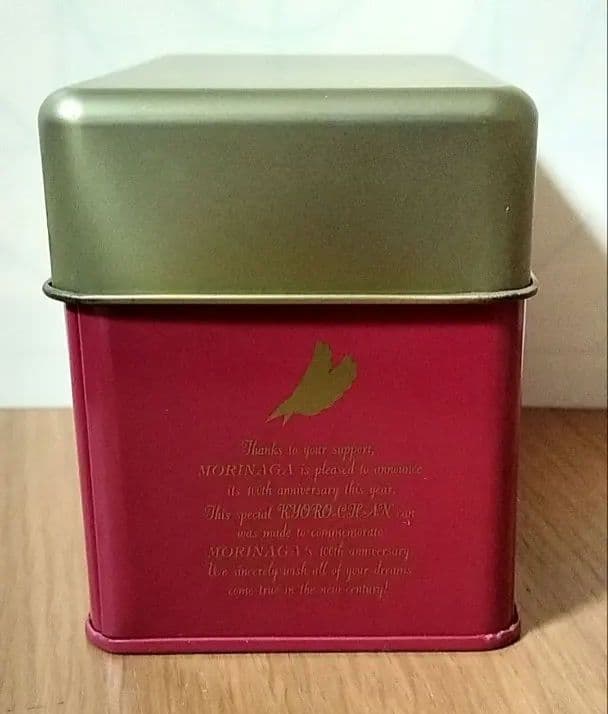 Thanks to your support,
MORINAGA is pleased to announce
its 100th anniversary this year.
This special KYORO-CHAN can
was made to commemorate
MORINAGA's 100th anniversary
We sincerely wish all of your dreams
come true in the new century!